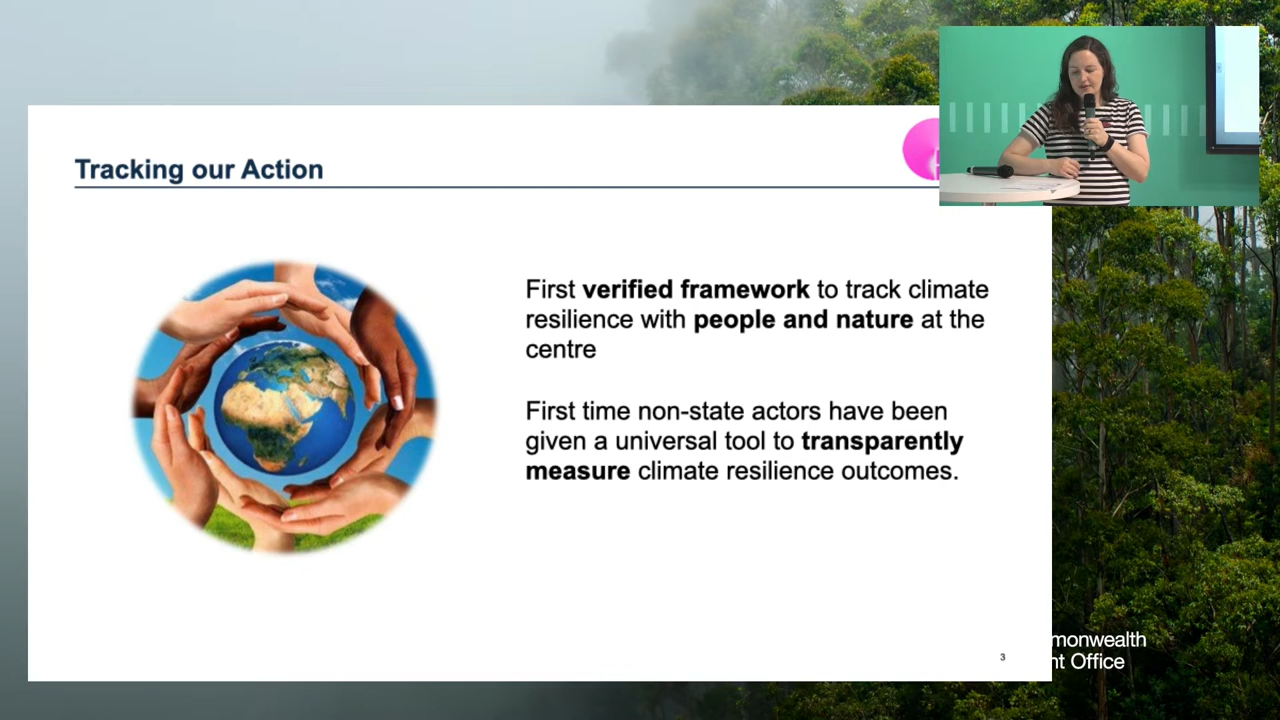 Tracking our Action
First verified framework to track climate
resilience with people and nature at the
centre
First time non-state actors have been
given a universal tool to transparently
measure climate resilience outcomes.
3
monwealth
nt Office